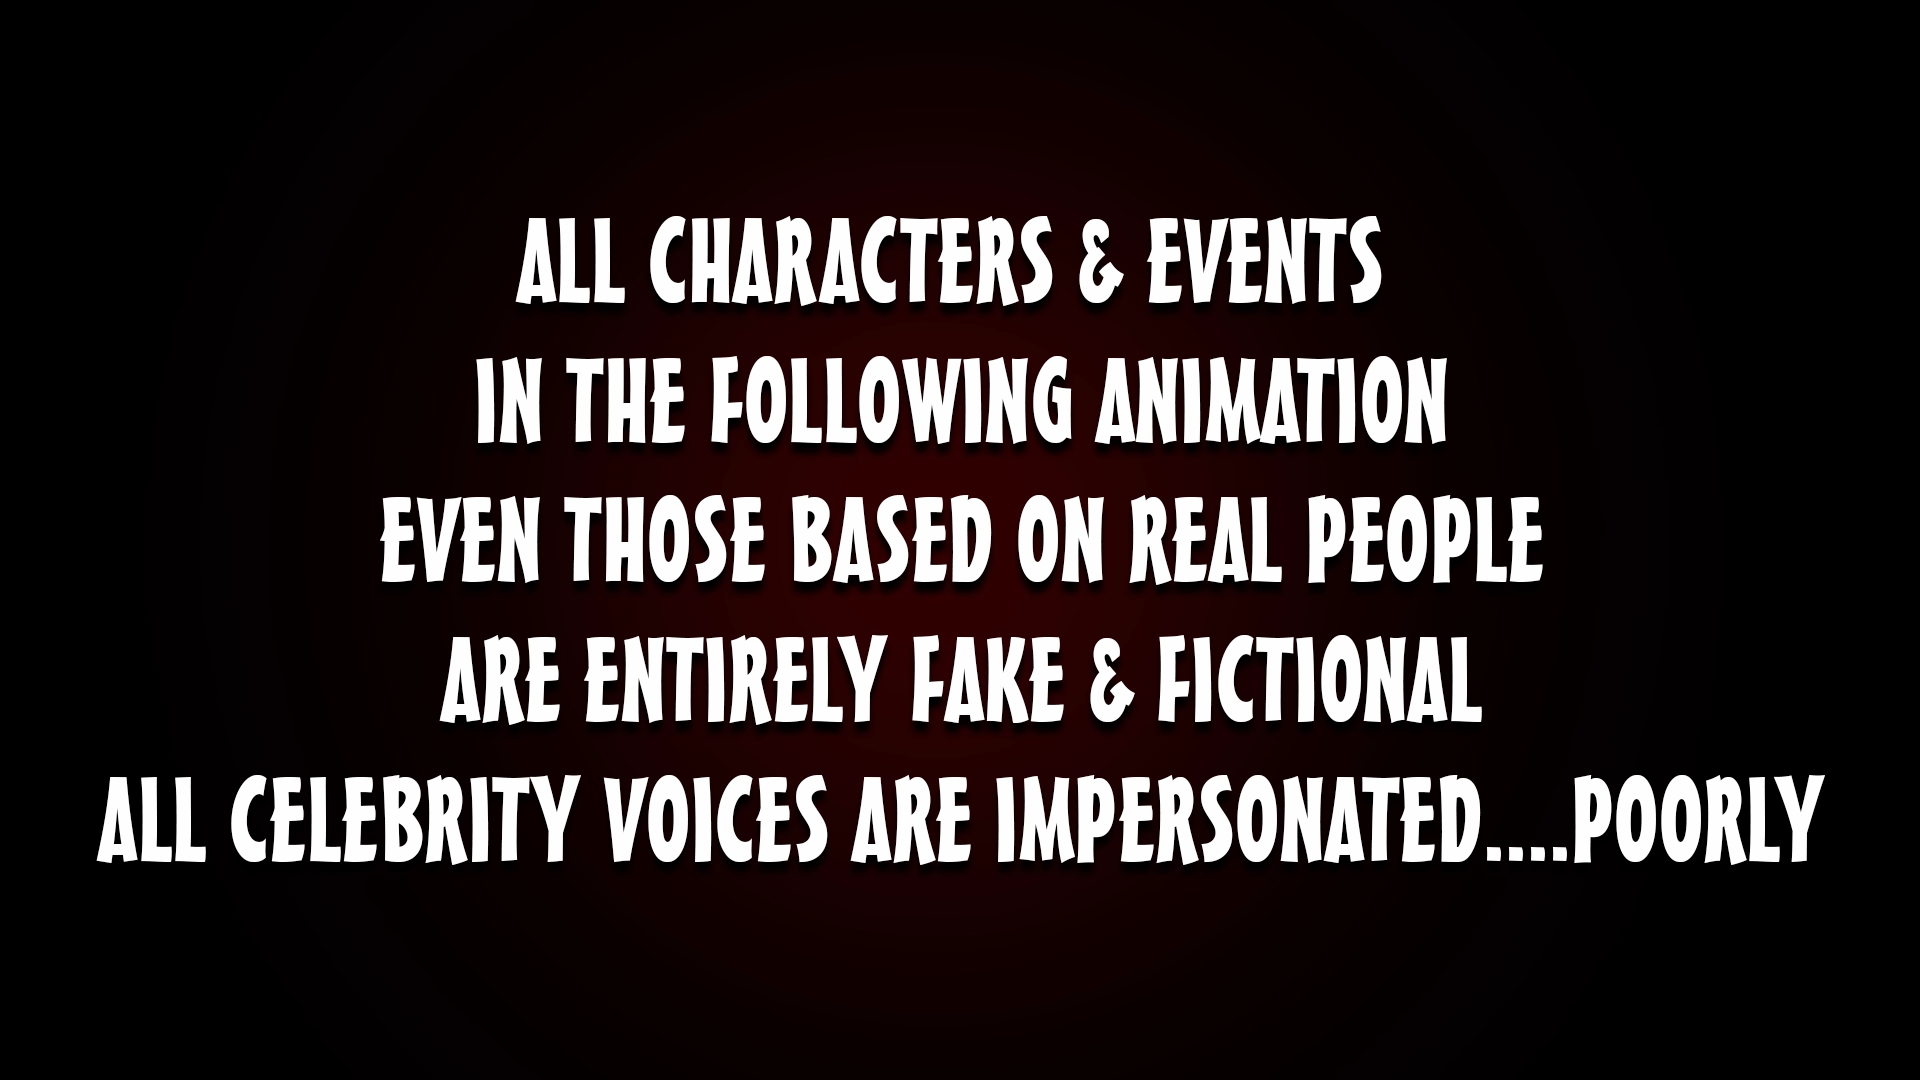 ALL CHARACTERS & EVENTS
IN THE FOLLOWING ANIMATION
EVEN THOSE BASED ON REAL PEOPLE
ARE ENTIRELY FAKE & FICTIONAL
ALL CELEBRITY VOICES ARE IMPERSONATED....POORLY